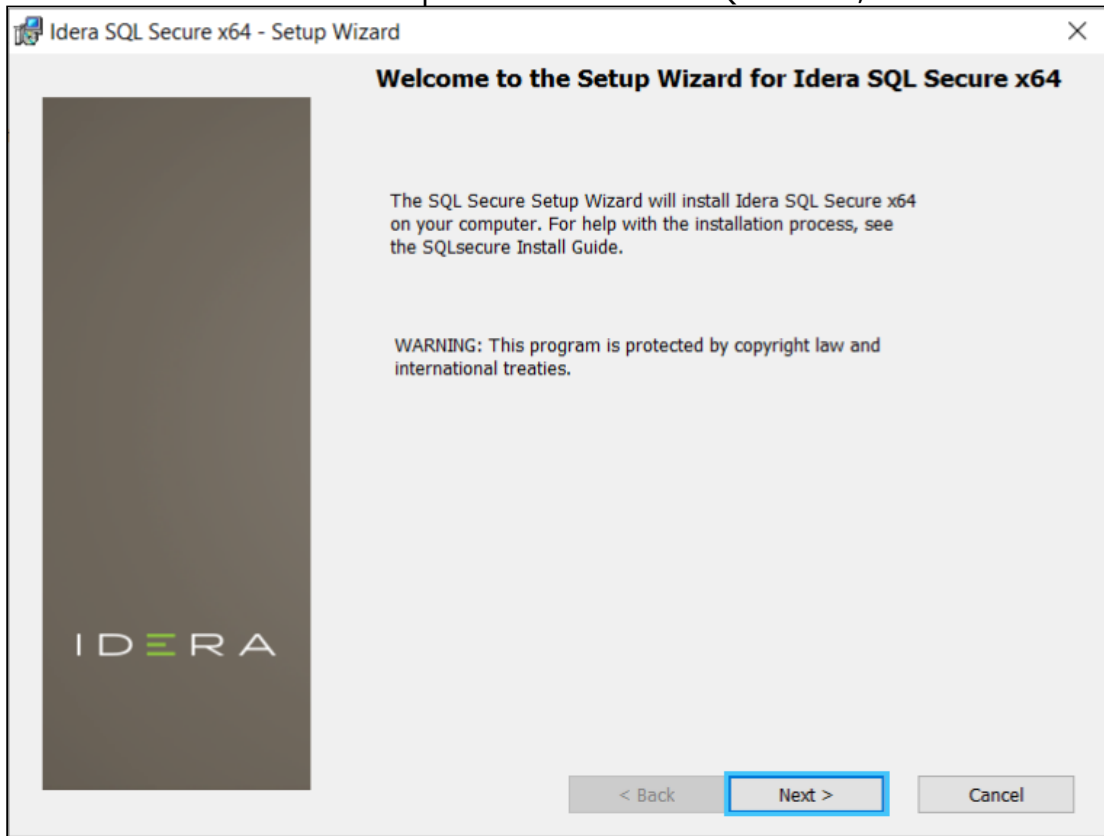 Idera SQL Secure x64 - Setup Wizard
Welcome to the Setup Wizard for Idera SQL Secure x64
The SQL Secure Setup Wizard will install Idera SQL Secure x64
on your computer. For help with the installation process, see
the SQLsecure Install Guide.
WARNING: This program is protected by copyright law and
international treaties.
IDERA
< Back Next > Cancel